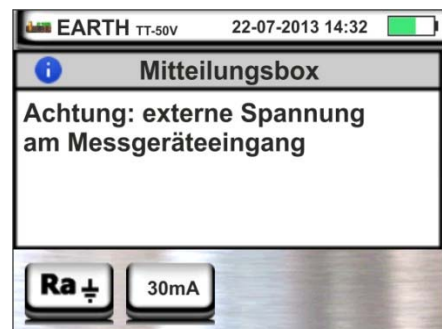 EARTH TT-50V 22-07-2013 14:32
Mitteilungsbox
Achtung: externe Spannung
am Messgeräteeingang
Ra 30mA